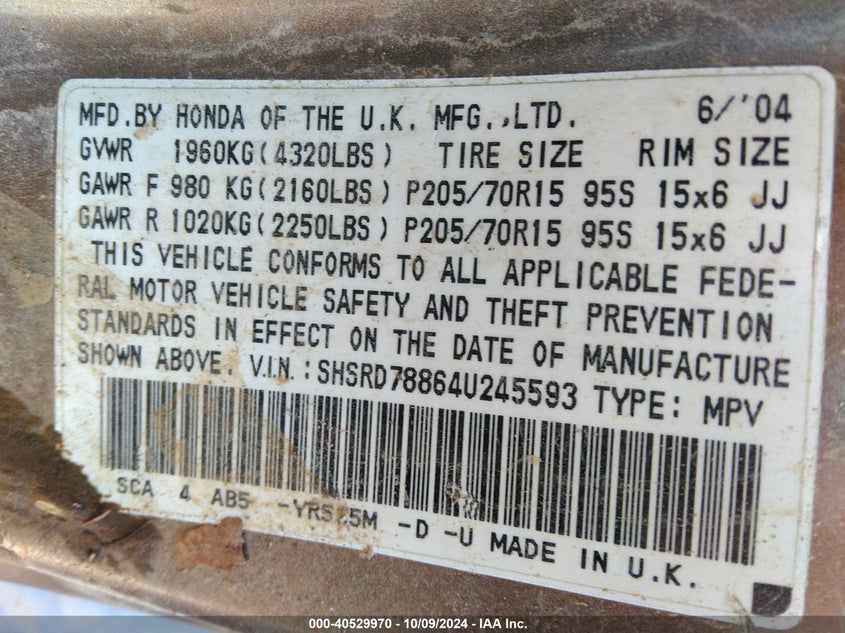 MFD.BY HONDA OF THE U.K. MFG.,LTD. 6/'04
GVWR 1960KG(4320LBS) TIRE SIZE RIM SIZE
GAWR F 980 KG(2160LBS) P205/70R15 95S 15x6 JJ
GAWR R 1020KG(2250LBS) P205/70R15 95S 15x6 JJ
THIS VEHICLE CONFORMS TO ALL APPLICABLE FEDE-
RAL MOTOR VEHICLE SAFETY AND THEFT PREVENTION
STANDARDS IN EFFECT ON THE DATE OF MANUFACTURE
SHOWN ABOVE. V.I.N.:SHSRD78864U245593 TYPE: MPV
SCA 4 AB5 -D -U MADE IN U.K.
000-40529970 - 10/09/2024 - IAA Inc.